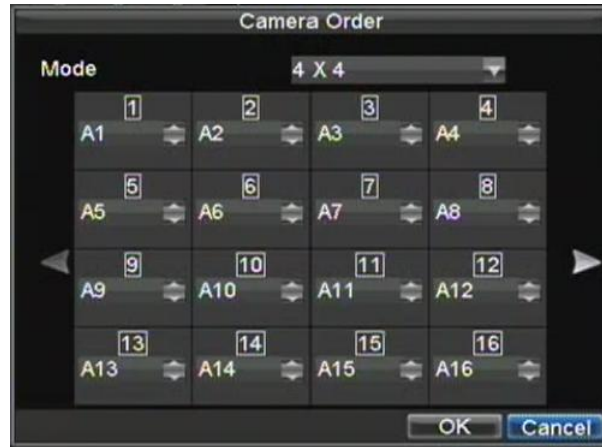 Camera Order
Mode 4 X 4
1 2 3 4
A1 A2 A3 A4
5 6 7 8
A5 A6 A7 A8
9 10 11 12
A9 A10 A11 A12
13 14 15 16
A13 A14 A15 A16
OK Cancel